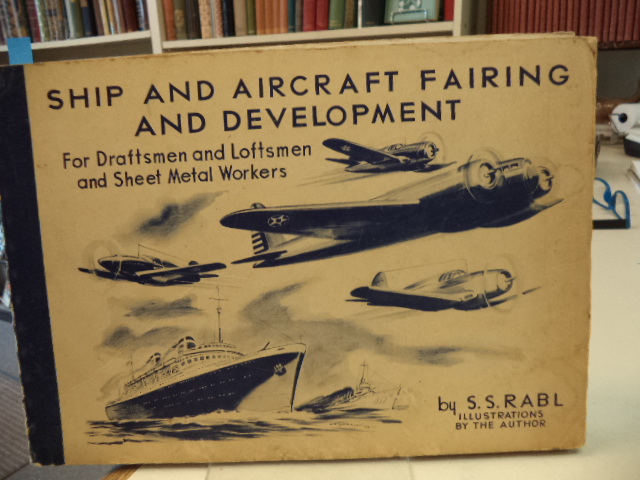 SHIP AND AIRCRAFT FAIRING
AND DEVELOPMENT
For Draftsmen and Loftsmen
and Sheet Metal Workers
by S.S. RABL
ILLUSTRATIONS
BY THE AUTHOR